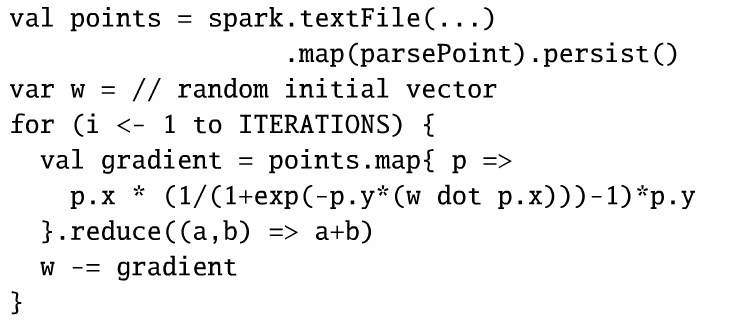 val points = spark.textFile(...)
.map(parsePoint).persist()
var w = // random initial vector
for (i <- 1 to ITERATIONS) {
val gradient = points.map{ p =>
p.x * (1/(1+exp(-p.y*(w dot p.x)))-1)*p.y
}.reduce((a,b) => a+b)
w -= gradient
}